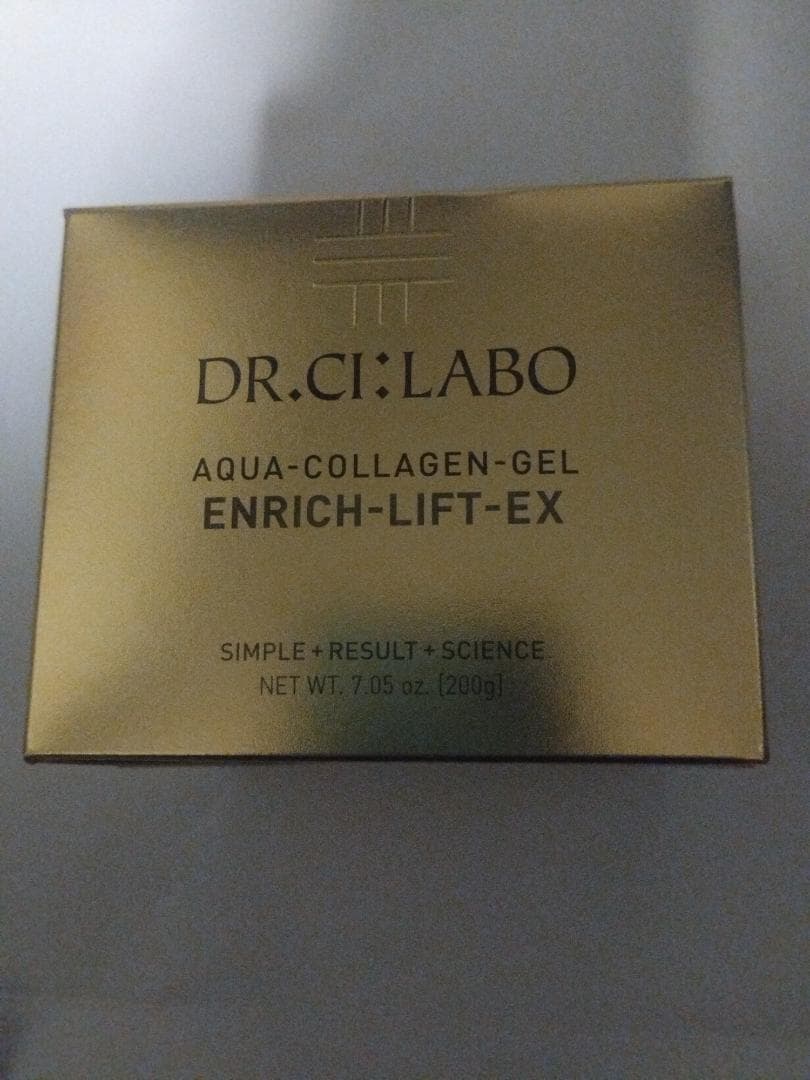 DR.CI:LABO
AQUA-COLLAGEN-GEL
ENRICH-LIFT-EX
SIMPLE+RESULT+SCIENCE
NET WT. 7.05 oz. [200g]